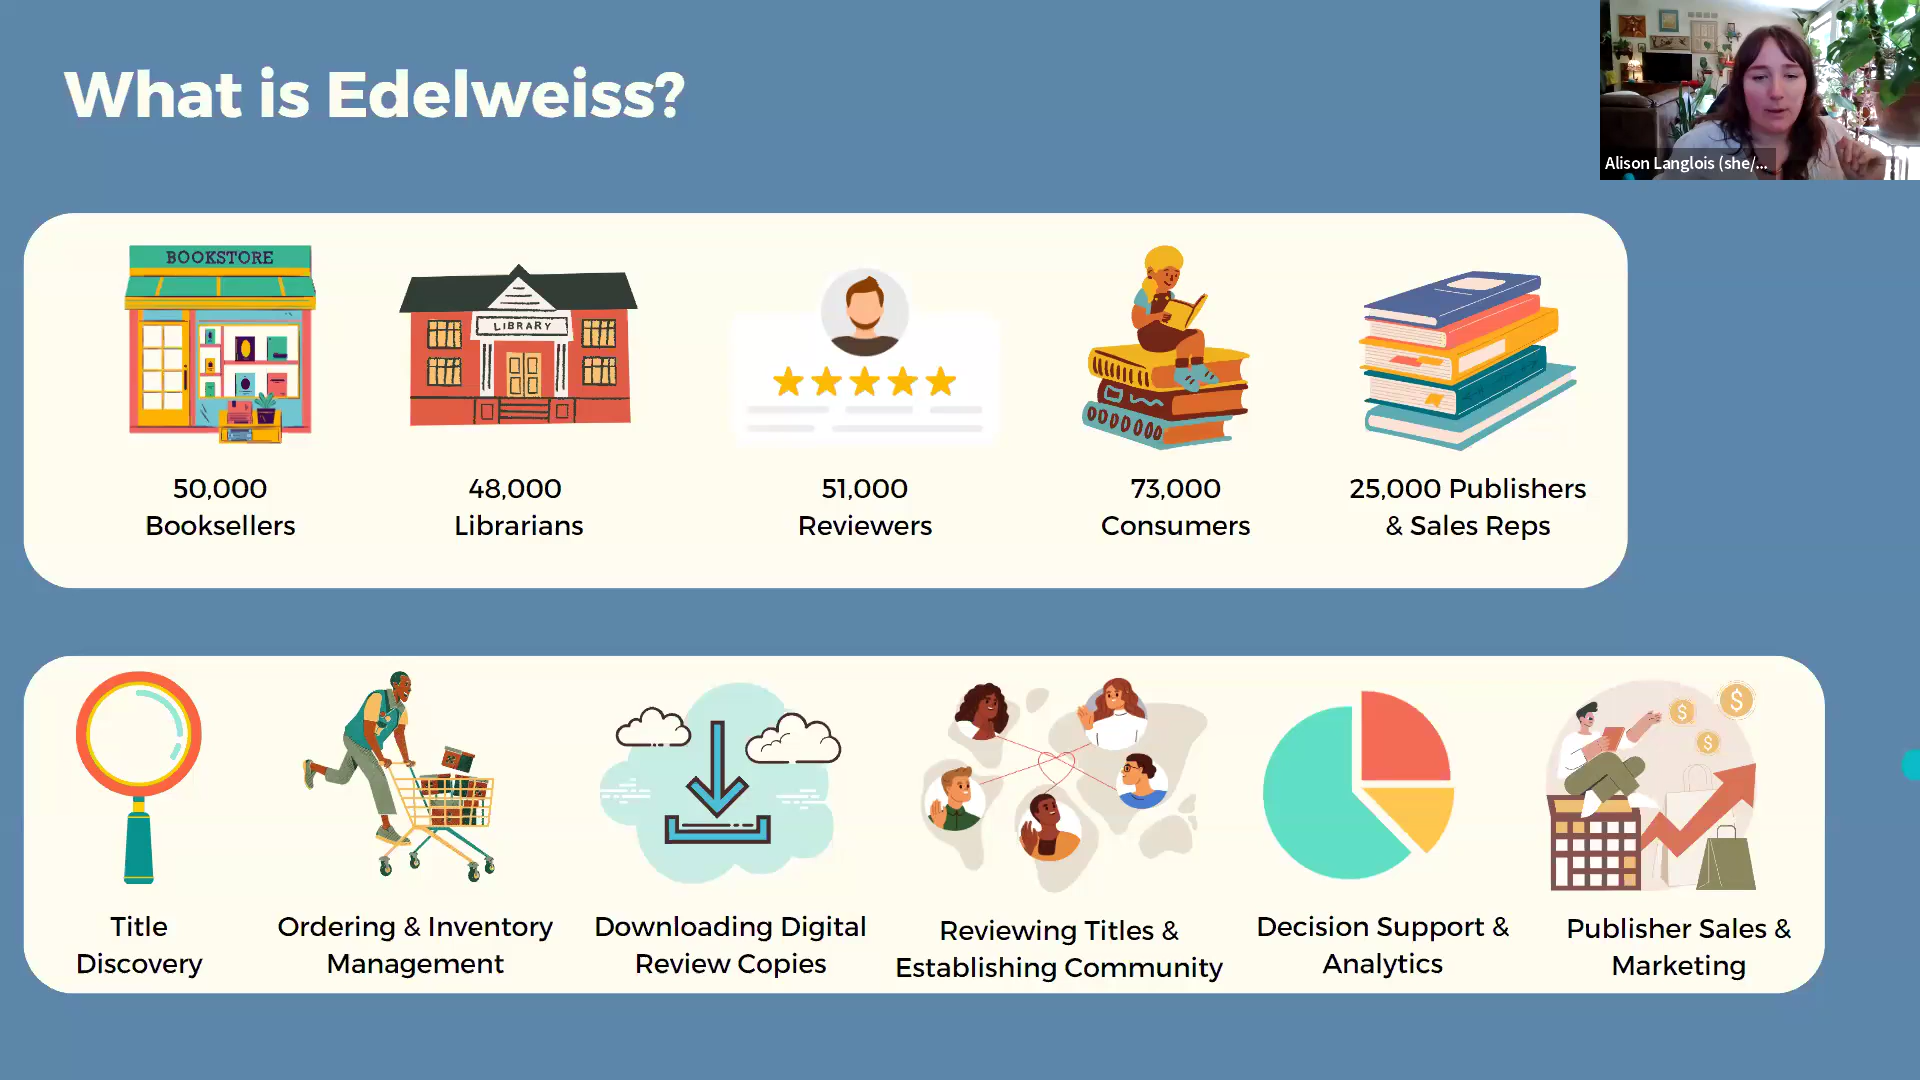 What is Edelweiss?
Alison Langlois (she/...
BOOKSTORE
LIBRARY
50,000
Booksellers
48,000
Librarians
51,000
Reviewers
73,000
Consumers
25,000 Publishers
& Sales Reps
$
$
$
Title
Discovery
Ordering & Inventory
Management
Downloading Digital
Review Copies
Reviewing Titles &
Establishing Community
Decision Support &
Analytics
Publisher Sales &
Marketing